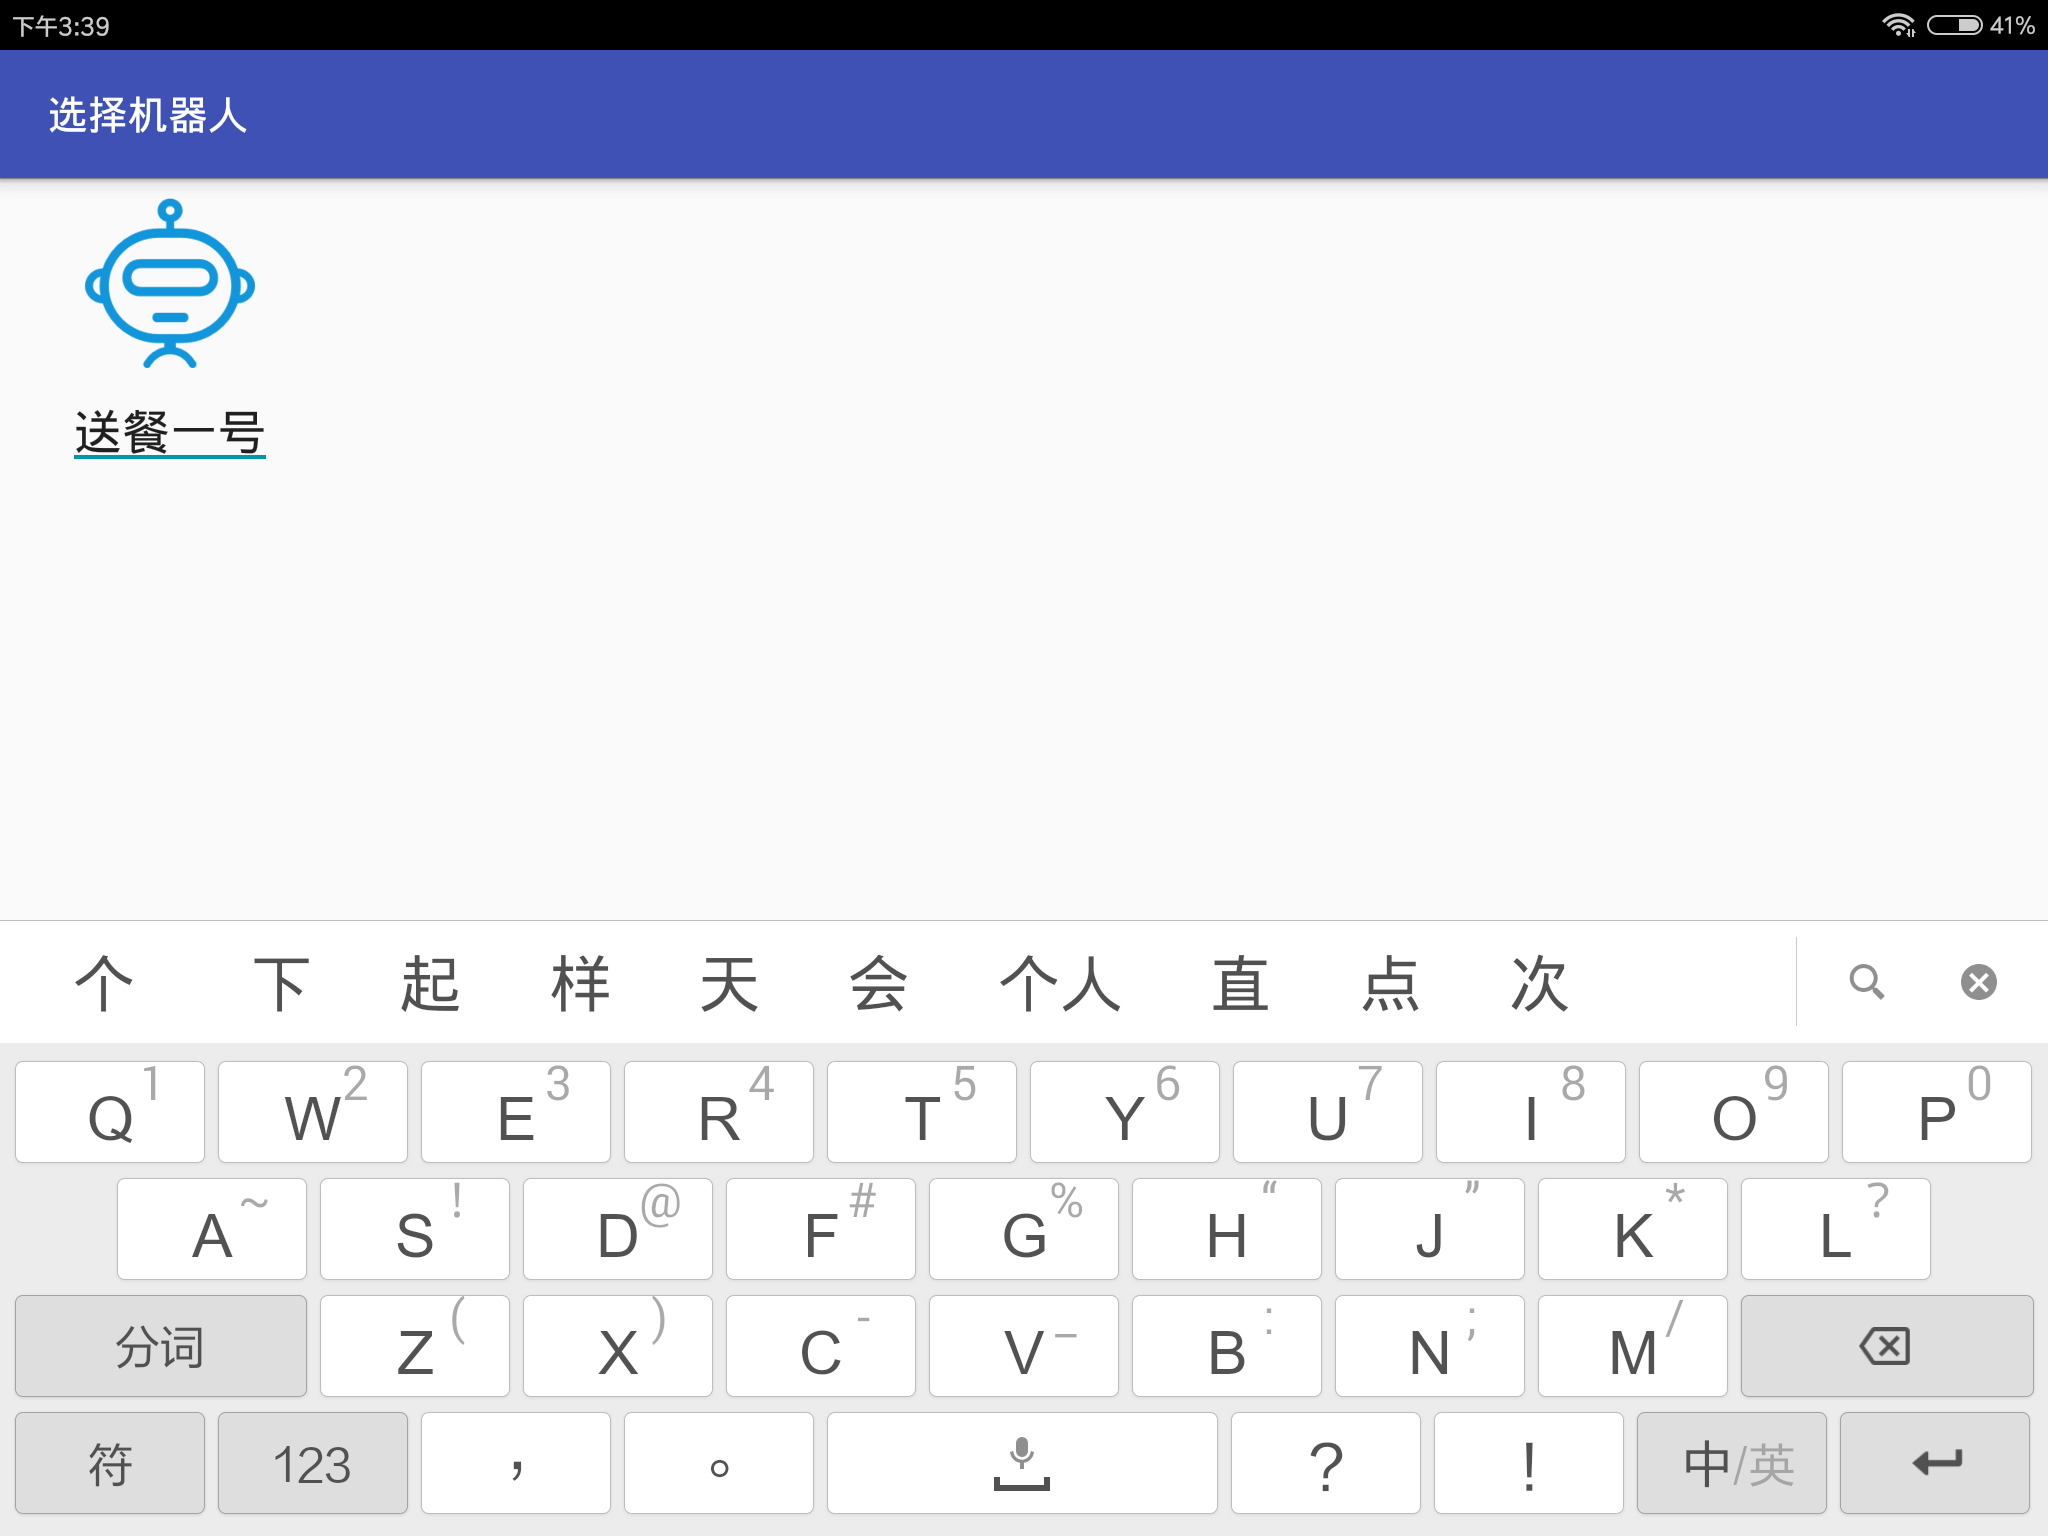 下午3:39 41%
选择机器人
送餐一号
个 下 起 样 天 会 个人 直 点 次
Q 1 W 2 E 3 R 4 T 5 Y 6 U 7 I 8 O 9 P 0
A ~ S ! D @ F # G % H “ J ” K * L ?
分词 Z ( X ) C - V _ B : N ; M /
符 123 ， 。 ? ! 中/英